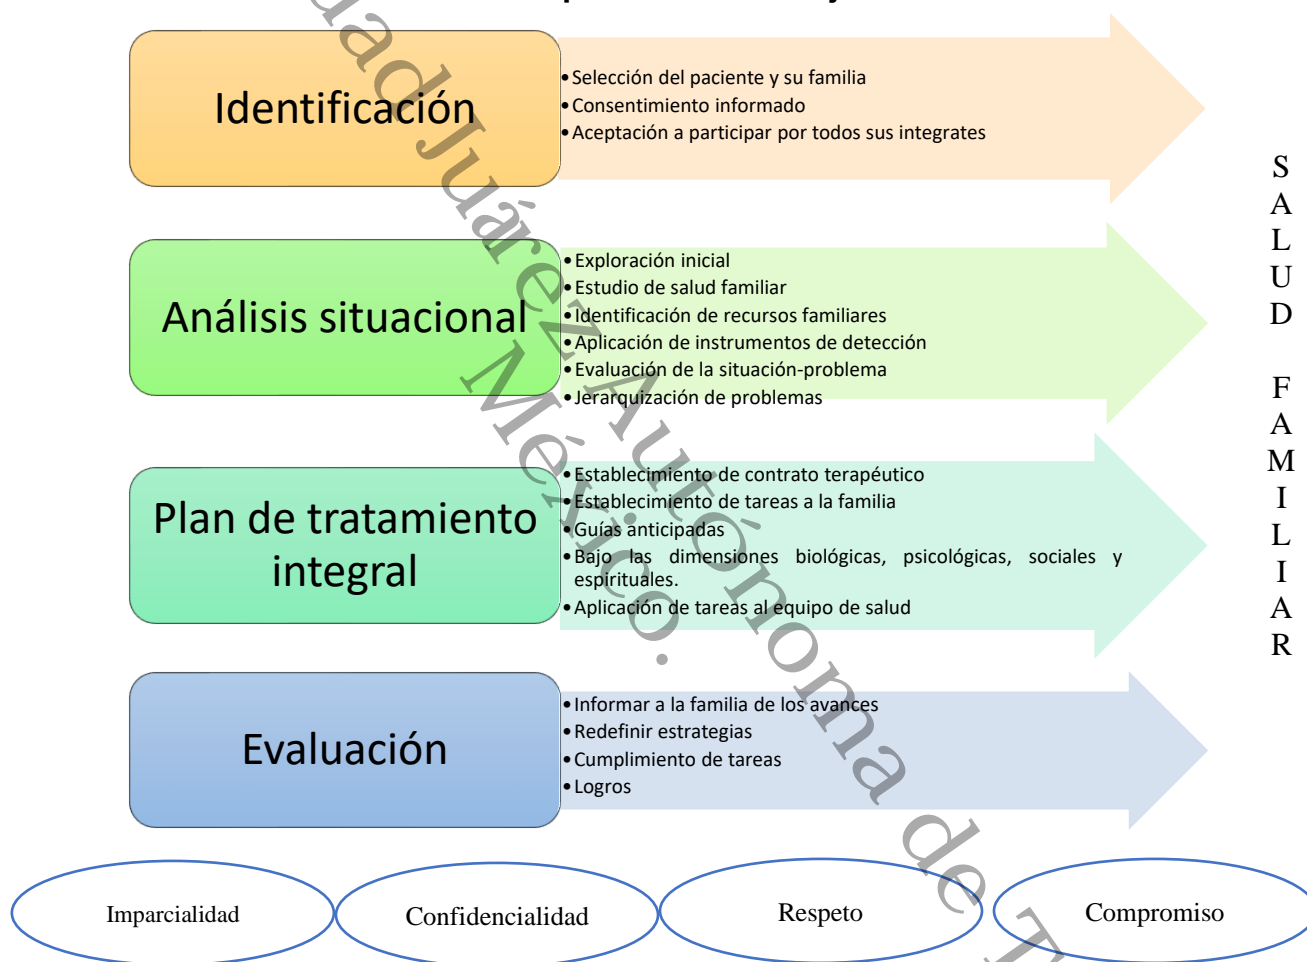 Identificación
•Selección del paciente y su familia
•Consentimiento informado
•Aceptación a participar por todos sus integrates
Análisis situacional
•Exploración inicial
•Estudio de salud familiar
•Identificación de recursos familiares
•Aplicación de instrumentos de detección
•Evaluación de la situación-problema
•Jerarquización de problemas
Plan de tratamiento
integral
•Establecimiento de contrato terapéutico
•Establecimiento de tareas a la familia
•Guías anticipadas
•Bajo las dimensiones biológicas, psicológicas, sociales y
espirituales.
•Aplicación de tareas al equipo de salud
Evaluación
•Informar a la familia de los avances
•Redefinir estrategias
•Cumplimiento de tareas
•Logros
SALUD FAMILIAR
Imparcialidad
Confidencialidad
Respeto
Compromiso
Juárez Autónoma de
México.